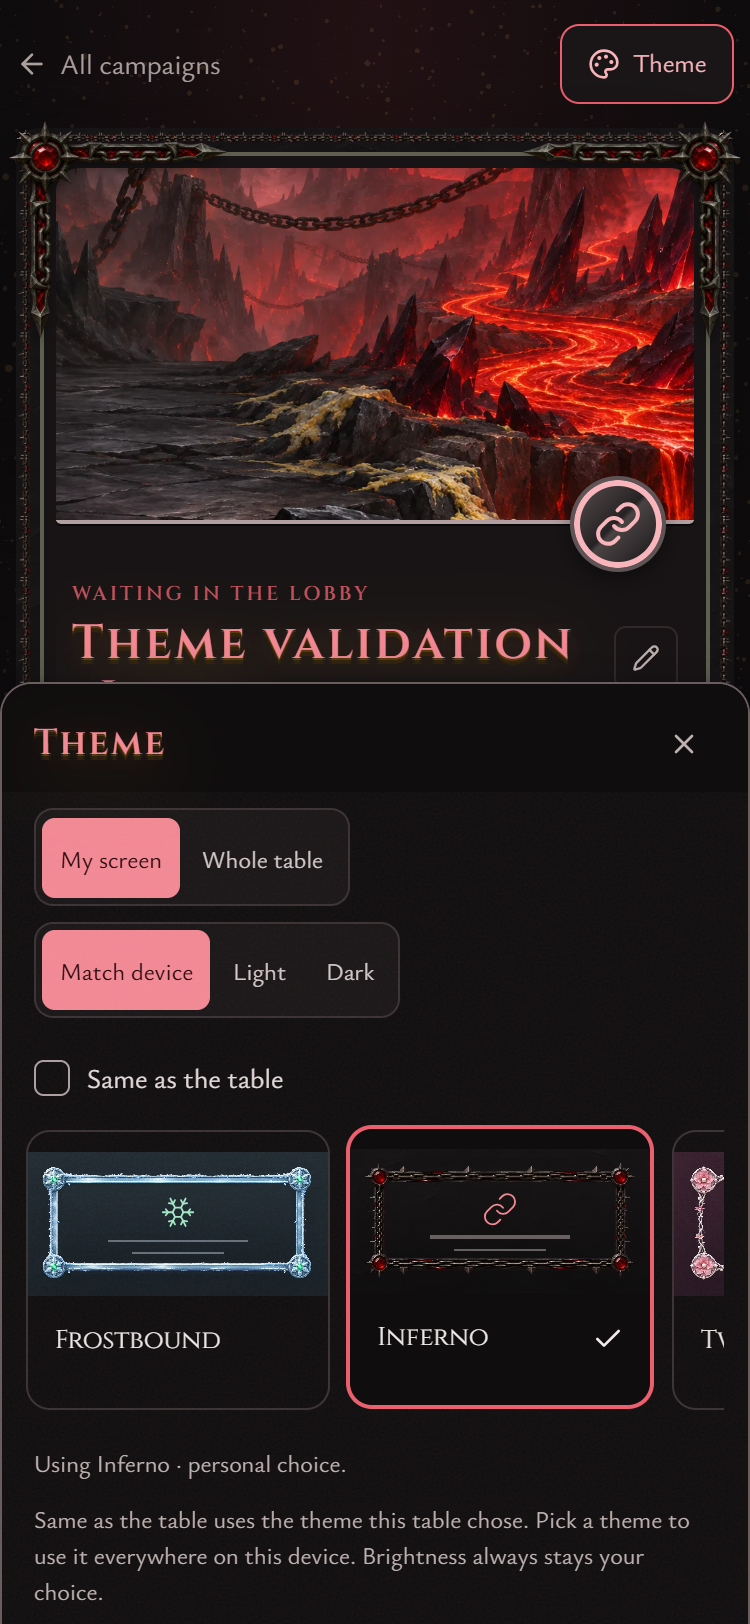 All campaigns
Theme
WAITING IN THE LOBBY
THEME VALIDATION
THEME
My screen
Whole table
Match device
Light
Dark
Same as the table
FROSTBOUND
INFERNO
Using Inferno · personal choice.
Same as the table uses the theme this table chose. Pick a theme to
use it everywhere on this device. Brightness always stays your
choice.